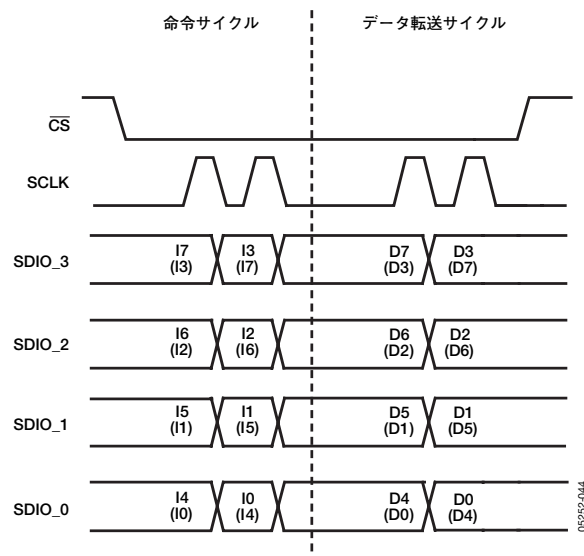 命令サイクル データ転送サイクル
CS
SCLK
SDIO_3 I7 I3 D7 D3
(I3) (I7) (D3) (D7)
SDIO_2 I6 I2 D6 D2
(I2) (I6) (D2) (D6)
SDIO_1 I5 I1 D5 D1
(I1) (I5) (D1) (D5)
SDIO_0 I4 I0 D4 D0
(I0) (I4) (D0) (D4)
05252-044